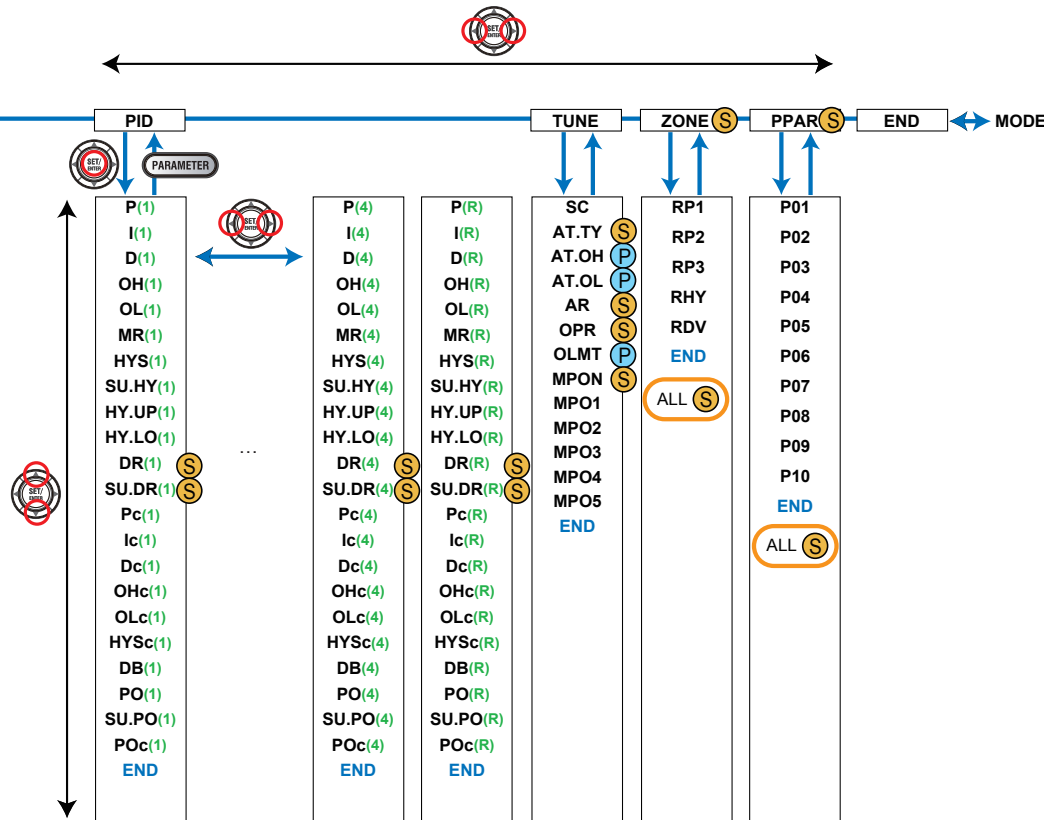 SET/
ENTER
PID
TUNE
ZONE S
PPAR S
END
MODE
SET/
ENTER
PARAMETER
SET/
ENTER
SET/
ENTER
P(1)
I(1)
D(1)
OH(1)
OL(1)
MR(1)
HYS(1)
SU.HY(1)
HY.UP(1)
HY.LO(1)
DR(1) S
SU.DR(1) S
Pc(1)
Ic(1)
Dc(1)
OHc(1)
OLc(1)
HYSc(1)
DB(1)
PO(1)
SU.PO(1)
POc(1)
END
...
P(4)
I(4)
D(4)
OH(4)
OL(4)
MR(4)
HYS(4)
SU.HY(4)
HY.UP(4)
HY.LO(4)
DR(4) S
SU.DR(4) S
Pc(4)
Ic(4)
Dc(4)
OHc(4)
OLc(4)
HYSc(4)
DB(4)
PO(4)
SU.PO(4)
POc(4)
END
P(R)
I(R)
D(R)
OH(R)
OL(R)
MR(R)
HYS(R)
SU.HY(R)
HY.UP(R)
HY.LO(R)
DR(R) S
SU.DR(R) S
Pc(R)
Ic(R)
Dc(R)
OHc(R)
OLc(R)
HYSc(R)
DB(R)
PO(R)
SU.PO(R)
POc(R)
END
SC
AT.TY S
AT.OH P
AT.OL P
AR S
OPR S
OLMT P
MPON S
MPO1
MPO2
MPO3
MPO4
MPO5
END
RP1
RP2
RP3
RHY
RDV
END
ALL S
P01
P02
P03
P04
P05
P06
P07
P08
P09
P10
END
ALL S